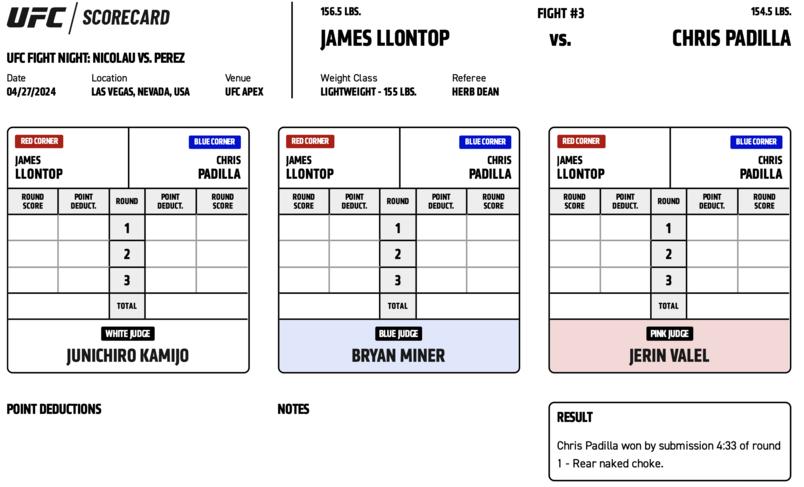 UFC SCORECARD
UFC FIGHT NIGHT: NICOLAU VS. PEREZ
Date Location Venue
04/27/2024 LAS VEGAS, NEVADA, USA UFC APEX
156.5 LBS. FIGHT #3 154.5 LBS.
JAMES LLONTOP VS. CHRIS PADILLA
Weight Class Referee
LIGHTWEIGHT - 155 LBS. HERB DEAN
RED CORNER BLUE CORNER
JAMES CHRIS
LLONTOP PADILLA
ROUND POINT ROUND POINT ROUND
SCORE DEDUCT. DEDUCT. SCORE
1
2
3
TOTAL
WHITE JUDGE
JUNICHIRO KAMIJO
RED CORNER BLUE CORNER
JAMES CHRIS
LLONTOP PADILLA
ROUND POINT ROUND POINT ROUND
SCORE DEDUCT. DEDUCT. SCORE
1
2
3
TOTAL
BLUE JUDGE
BRYAN MINER
RED CORNER BLUE CORNER
JAMES CHRIS
LLONTOP PADILLA
ROUND POINT ROUND POINT ROUND
SCORE DEDUCT. DEDUCT. SCORE
1
2
3
TOTAL
PINK JUDGE
JERIN VALEL
POINT DEDUCTIONS
NOTES
RESULT
Chris Padilla won by submission 4:33 of round
1 - Rear naked choke.